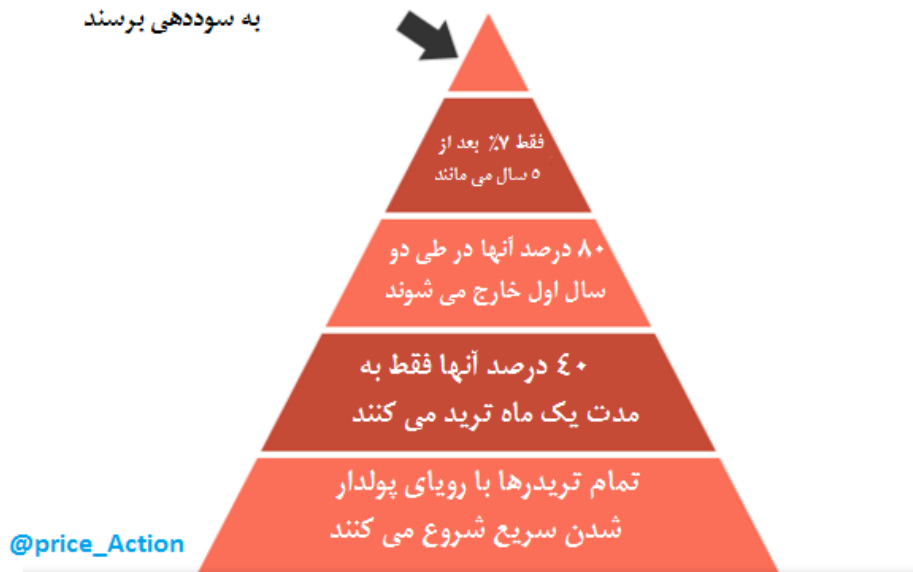 به سوددهی برسند
فقط ۷٪ بعد از
۵ سال می مانند
۸۰ درصد آنها در طی دو
سال اول خارج می شوند
٤۰ درصد آنها فقط به
مدت یک ماه ترید می کنند
تمام تریدرها با رویای پولدار
شدن سریع شروع می کنند
@price_Action